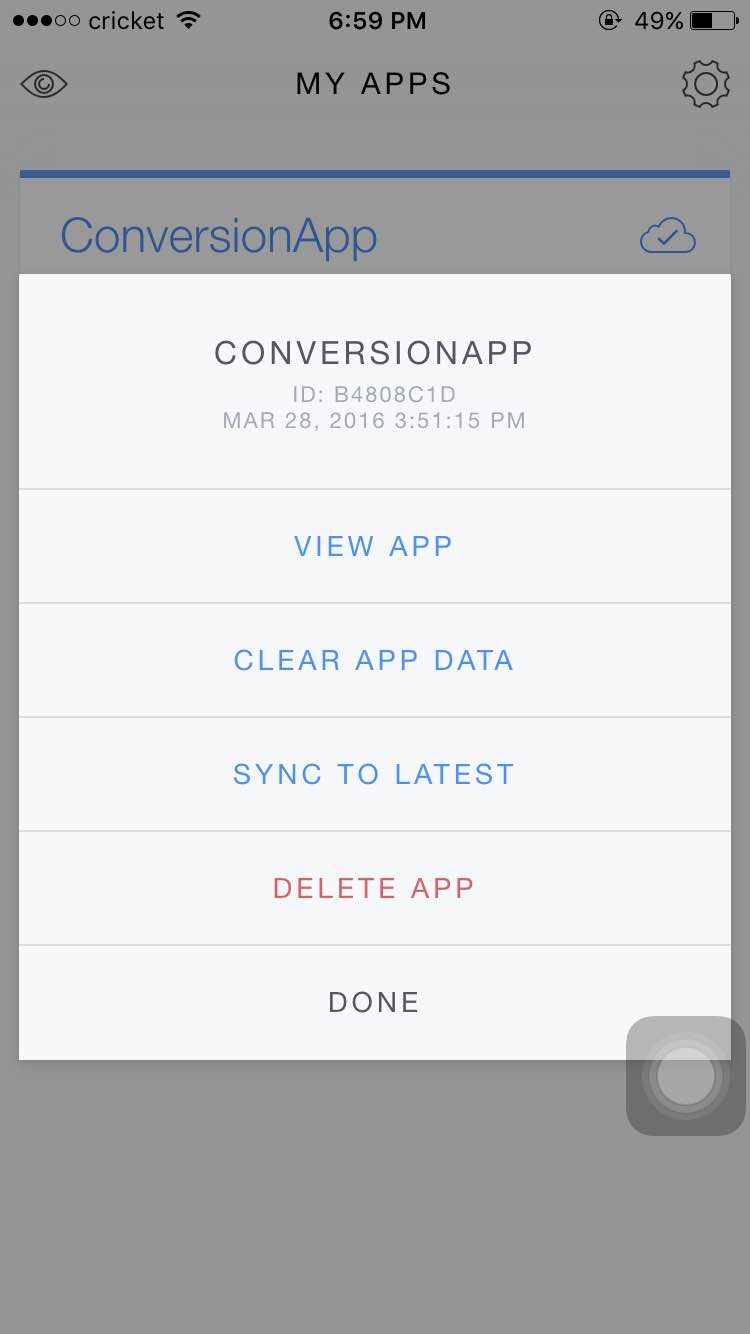 cricket 6:59 PM 49%
MY APPS
ConversionApp
CONVERSIONAPP
ID: B4808C1D
MAR 28, 2016 3:51:15 PM
VIEW APP
CLEAR APP DATA
SYNC TO LATEST
DELETE APP
DONE